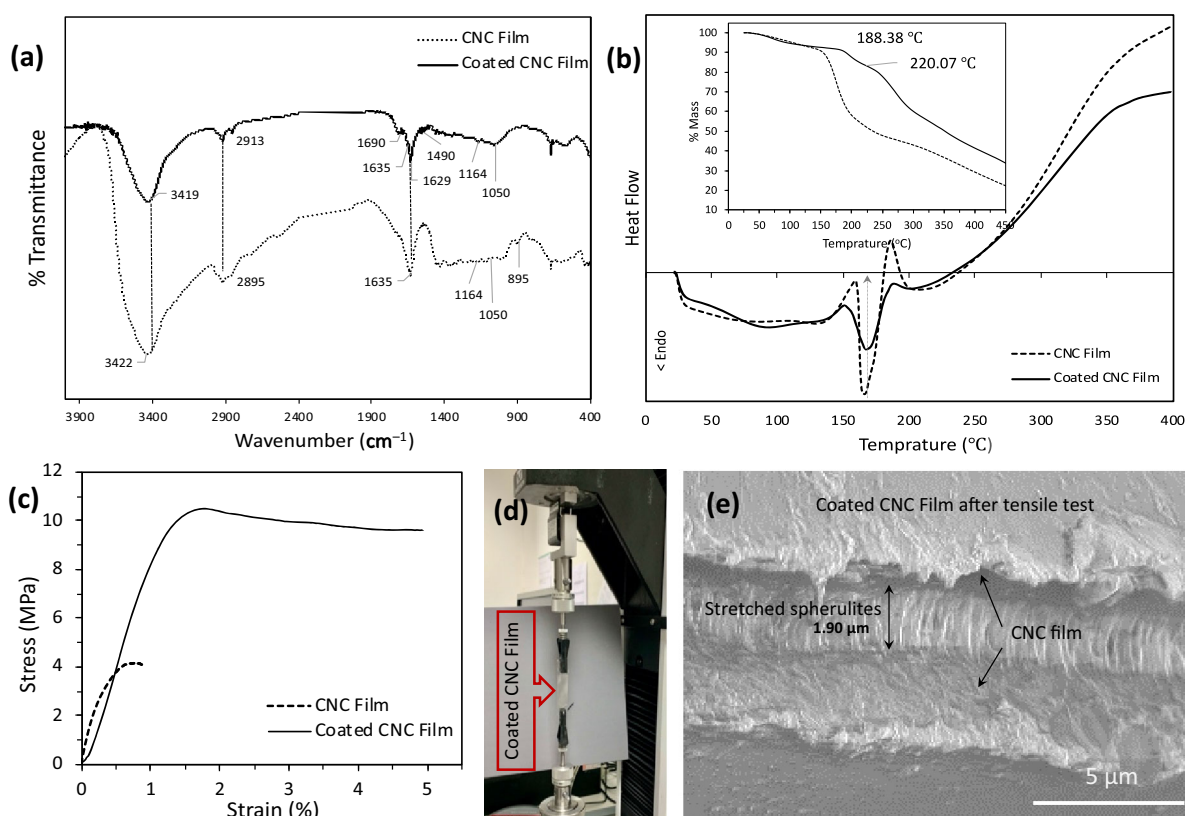 (a)
CNC Film
Coated CNC Film
% Transmittance
2913
1690
1635
1629
1490
1164
1050
3419
2895
3422
1635
1164
1050
895
3900 3400 2900 2400 1900 1400 900 400
Wavenumber (cm−1)
(b)
188.38 °C
220.07 °C
% Mass
100
90
80
70
60
50
40
30
20
10
0 50 100 150 200 250 300 350 400 450
Temprature (°C)
Heat Flow
< Endo
CNC Film
Coated CNC Film
0 50 100 150 200 250 300 350 400
Temprature (°C)
(c)
Stress (MPa)
12
10
8
6
4
2
0
CNC Film
Coated CNC Film
0 1 2 3 4 5
Strain (%)
(d)
Coated CNC Film
(e)
Coated CNC Film after tensile test
Stretched spherulites
1.90 µm
CNC film
5 µm